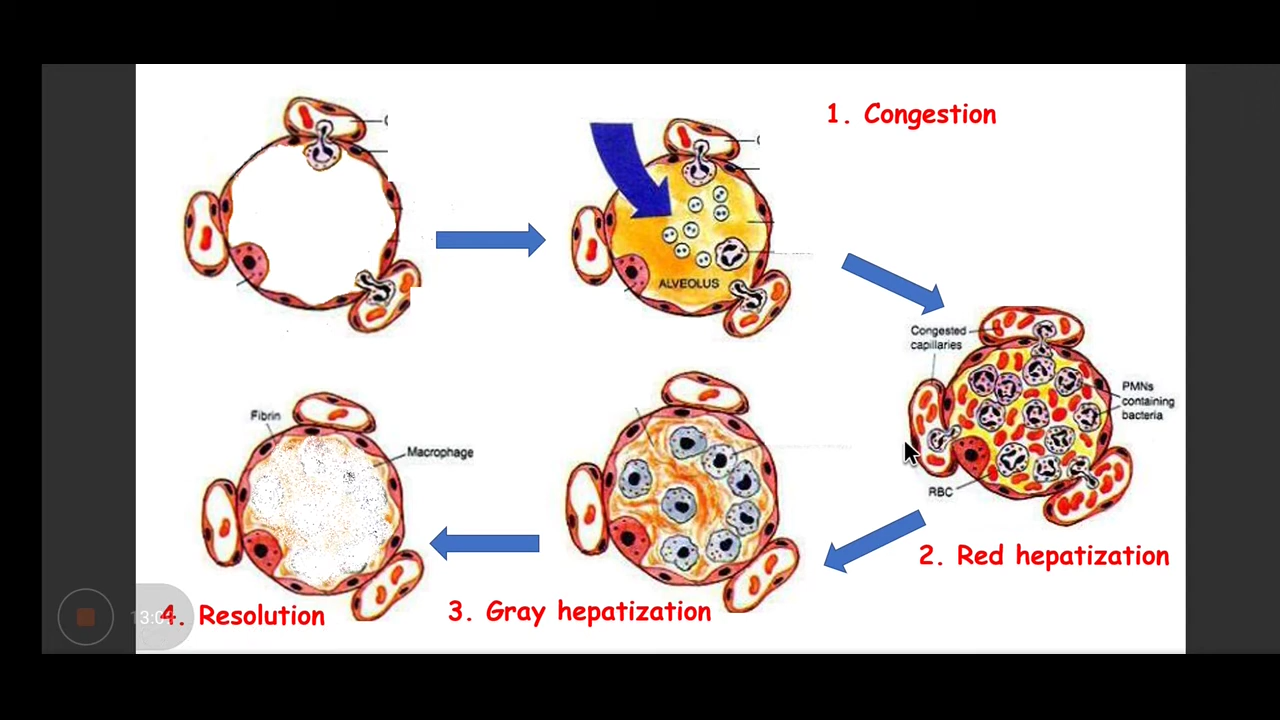 1. Congestion
ALVEOLUS
Congested
capillaries
PMNs
containing
bacteria
RBC
2. Red hepatization
Fibrin
Macrophage
3. Gray hepatization
4. Resolution